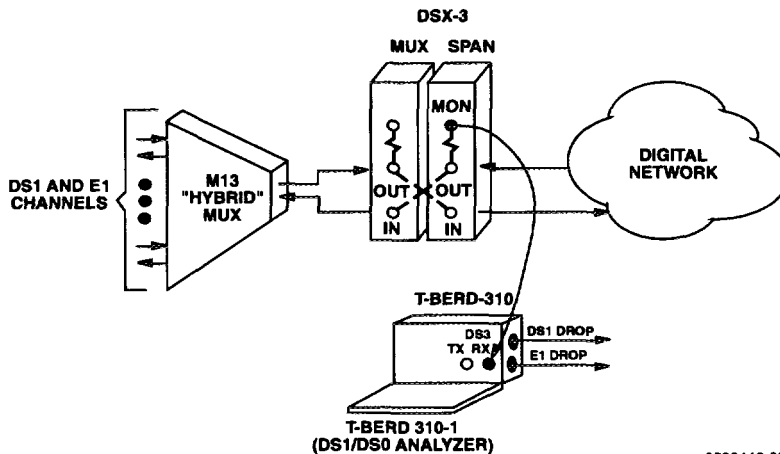 DSX-3
MUX SPAN
MON
DS1 AND E1
CHANNELS
M13
"HYBRID"
MUX
OUT OUT
IN IN
DIGITAL
NETWORK
T-BERD-310
DS3
TX RX
DS1 DROP
E1 DROP
T-BERD 310-1
(DS1/DS0 ANALYZER)